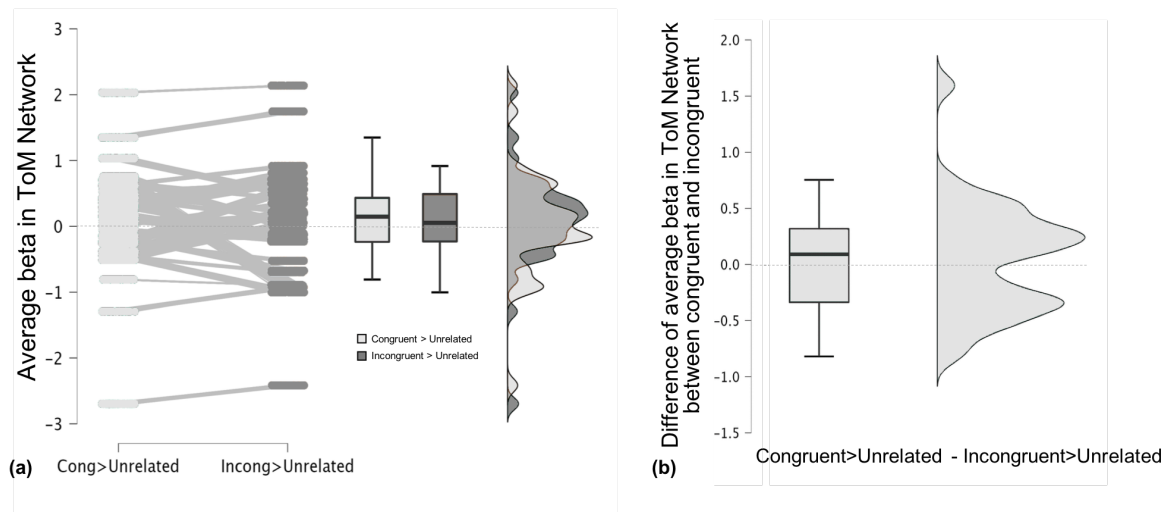 Average beta in ToM Network
3
2
1
0
−1
−2
−3
Congruent > Unrelated
Incongruent > Unrelated
(a)
Cong>Unrelated
Incong>Unrelated
Difference of average beta in ToM Network
between congruent and incongruent
2.0
1.5
1.0
0.5
0.0
−0.5
−1.0
−1.5
(b)
Congruent>Unrelated - Incongruent>Unrelated